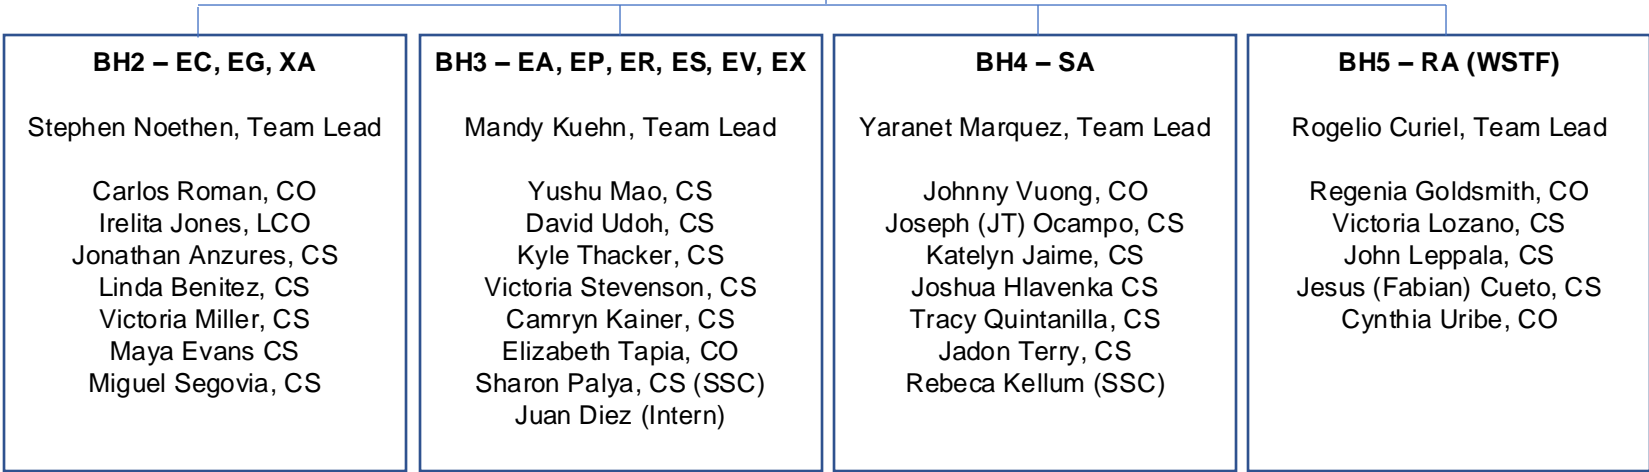 BH2 – EC, EG, XA
Stephen Noethen, Team Lead
Carlos Roman, CO
Irelita Jones, LCO
Jonathan Anzures, CS
Linda Benitez, CS
Victoria Miller, CS
Maya Evans CS
Miguel Segovia, CS
BH3 – EA, EP, ER, ES, EV, EX
Mandy Kuehn, Team Lead
Yushu Mao, CS
David Udoh, CS
Kyle Thacker, CS
Victoria Stevenson, CS
Camryn Kainer, CS
Elizabeth Tapia, CO
Sharon Palya, CS (SSC)
Juan Diez (Intern)
BH4 – SA
Yaranet Marquez, Team Lead
Johnny Vuong, CO
Joseph (JT) Ocampo, CS
Katelyn Jaime, CS
Joshua Hlavenka CS
Tracy Quintanilla, CS
Jadon Terry, CS
Rebeca Kellum (SSC)
BH5 – RA (WSTF)
Rogelio Curiel, Team Lead
Regenia Goldsmith, CO
Victoria Lozano, CS
John Leppala, CS
Jesus (Fabian) Cueto, CS
Cynthia Uribe, CO